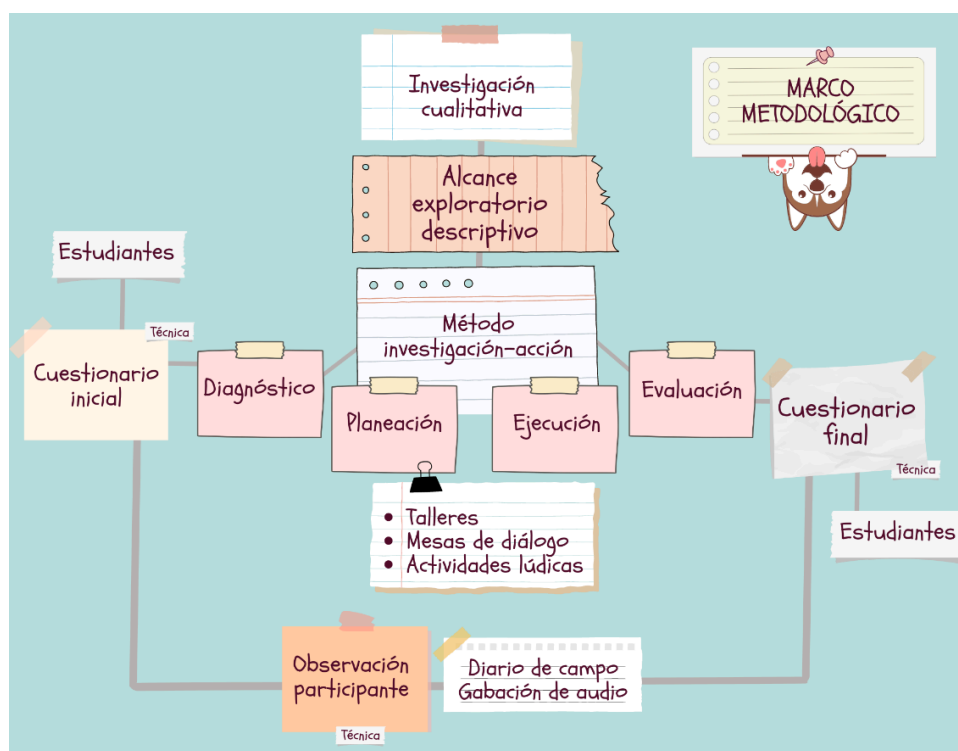 Investigación
cualitativa
MARCO
METODOLÓGICO
Alcance
exploratorio
descriptivo
Estudiantes
Técnica
Cuestionario
inicial
Método
investigación-acción
Diagnóstico
Planeación
Ejecución
Evaluación
Cuestionario
final
Técnica
Estudiantes
• Talleres
• Mesas de diálogo
• Actividades lúdicas
Observación
participante
Técnica
Diario de campo
Gabación de audio